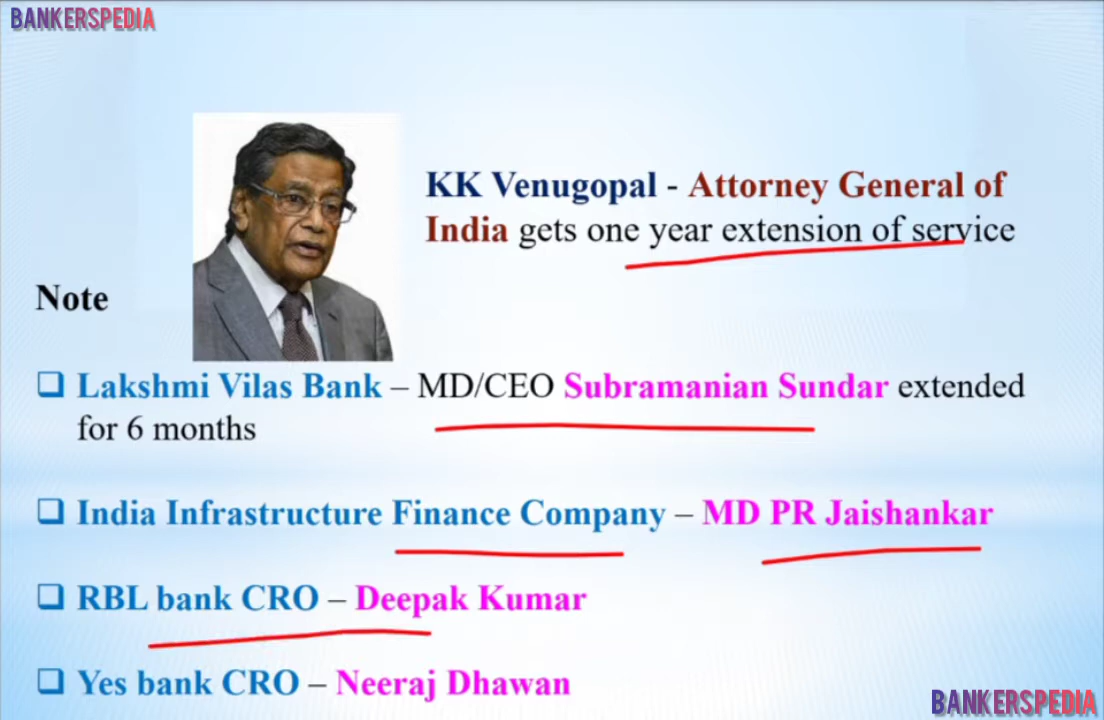 BANKERSPEDIA
KK Venugopal - Attorney General of
India gets one year extension of service
Note
❑ Lakshmi Vilas Bank – MD/CEO Subramanian Sundar extended
for 6 months
❑ India Infrastructure Finance Company – MD PR Jaishankar
❑ RBL bank CRO – Deepak Kumar
❑ Yes bank CRO – Neeraj Dhawan
BANKERSPEDIA